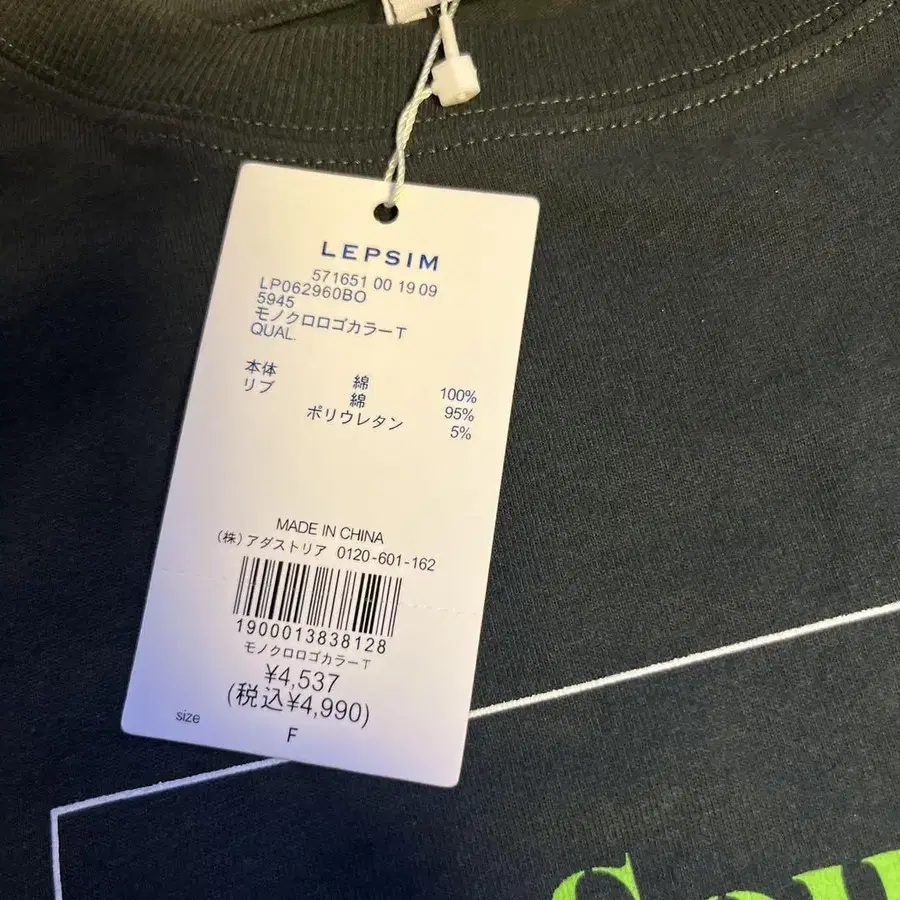 LEPSIM
571651 00 19 09
LP062960BO
5945
モノクロロゴカラーT
QUAL.
本体 綿 100%
リブ 綿 95%
ポリウレタン 5%
MADE IN CHINA
(株)アダストリア 0120-601-162
1900013838128
モノクロロゴカラーT
¥4,537
(税込¥4,990)
size F